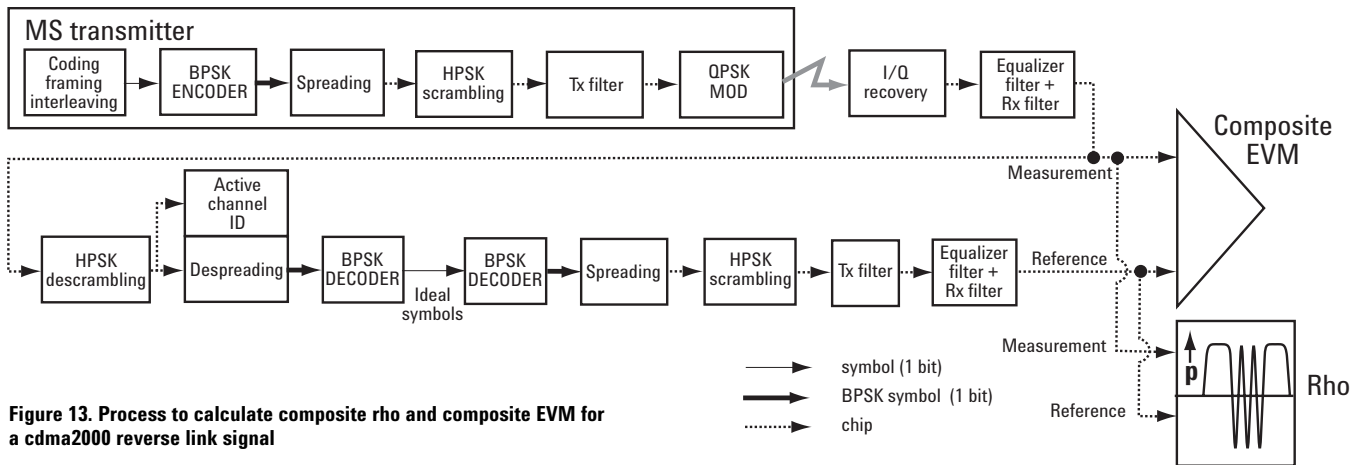 MS transmitter
Coding
framing
interleaving
BPSK
ENCODER
Spreading
HPSK
scrambling
Tx filter
QPSK
MOD
I/Q
recovery
Equalizer
filter +
Rx filter
Composite
EVM
Measurement
Active
channel
ID
HPSK
descrambling
Despreading
BPSK
DECODER
Ideal
symbols
BPSK
DECODER
Spreading
HPSK
scrambling
Tx filter
Equalizer
filter +
Rx filter
Reference
Measurement
Reference
p
Rho
symbol (1 bit)
BPSK symbol (1 bit)
chip
Figure 13. Process to calculate composite rho and composite EVM for
a cdma2000 reverse link signal